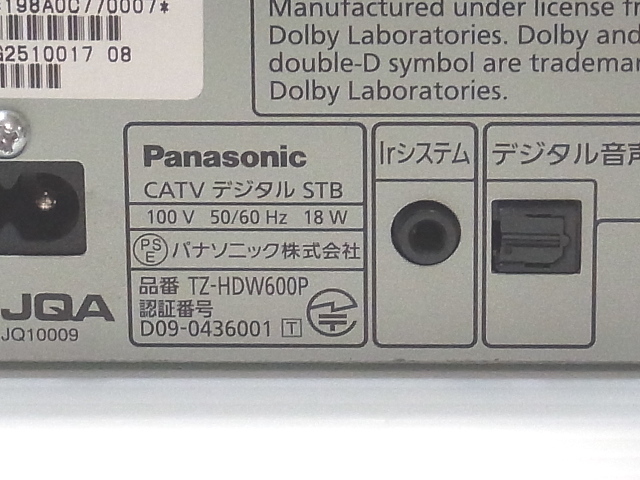 198A0C770007*
G2510017 08
Manufactured under license
Dolby Laboratories. Dolby and
double-D symbol are
Dolby Laboratories.
Panasonic
CATV デジタル STB
100 V 50/60 Hz 18 W
PS
E
パナソニック株式会社
品番 TZ-HDW600P
認証番号
D09-0436001 T
Irシステム
デジタル音声
JQA
JQ10009